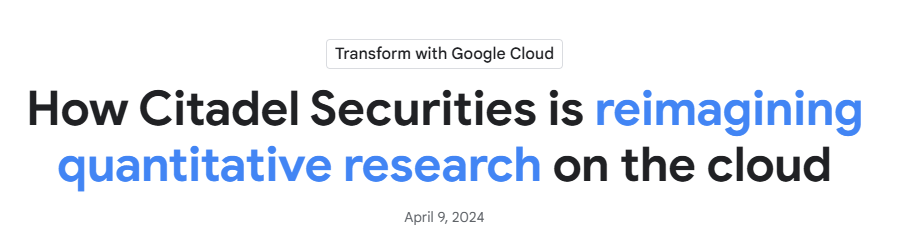 Transform with Google Cloud
How Citadel Securities is reimagining
quantitative research on the cloud
April 9, 2024